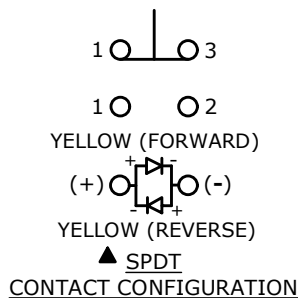 1 3
1 2
YELLOW (FORWARD)
+ -
(+) (-)
- +
YELLOW (REVERSE)
▲ SPDT
CONTACT CONFIGURATION